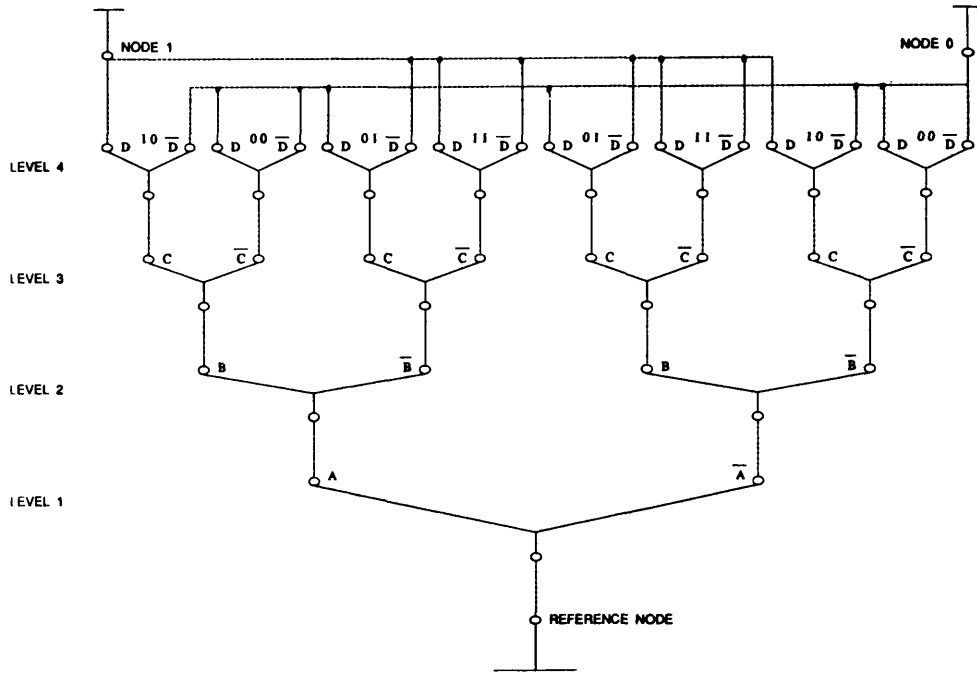 NODE 1
NODE 0
D 10 D̅ D 00 D̅ D 01 D̅ D 11 D̅ D 01 D̅ D 11 D̅ D 10 D̅ D 00 D̅
LEVEL 4
C C̅ C C̅ C C̅ C C̅
LEVEL 3
B B̅ B B̅
LEVEL 2
A A̅
LEVEL 1
REFERENCE NODE